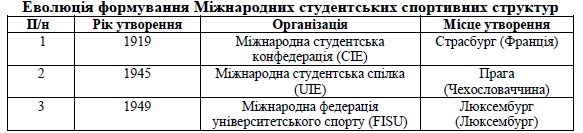 Еволюція формування Міжнародних студентських спортивних структур
П/н Рік утворення Організація Місце утворення
1 1919 Міжнародна студентська конфедерація (CIE) Страсбург (Франція)
2 1945 Міжнародна студентська спілка (UIE) Прага (Чехословаччина)
3 1949 Міжнародна федерація університетського спорту (FISU) Люксембург (Люксембург)